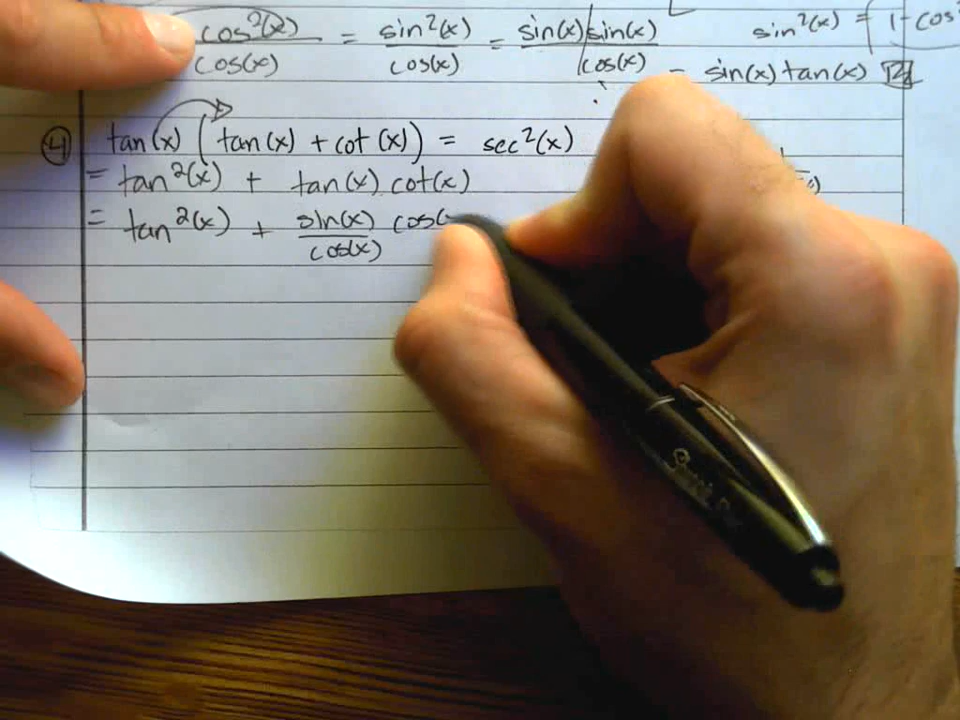 cos²(x) / cos(x) = sin²(x) / cos(x) = sin(x) sin(x) / cos(x) = sin(x) tan(x)
sin²(x) = 1 - cos²
④ tan(x) ( tan(x) + cot(x) ) = sec²(x)
= tan²(x) + tan(x) cot(x)
= tan²(x) + sin(x) / cos(x) cos(